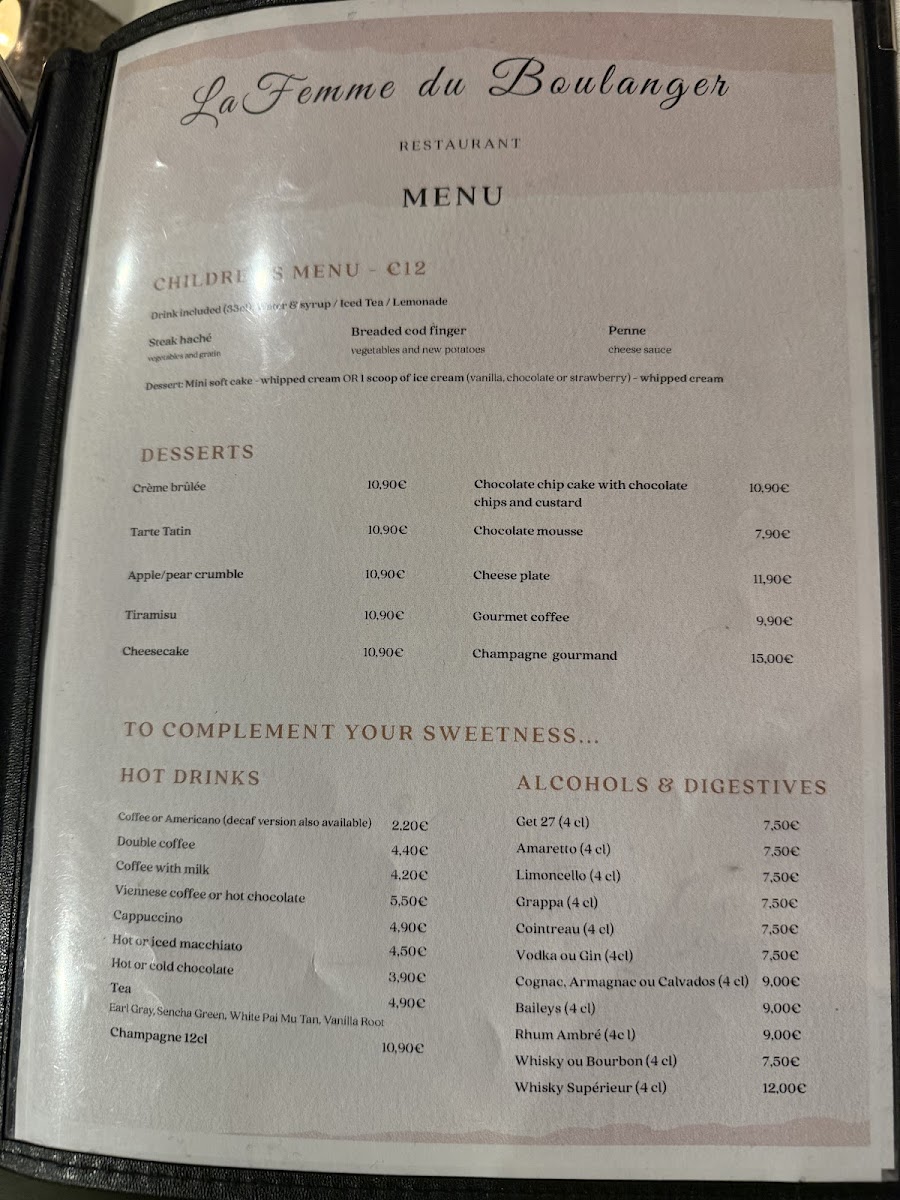 La Femme du Boulanger
RESTAURANT
MENU
CHILDRE S MENU - €12
Drink included (33cl): Water & syrup / Iced Tea / Lemonade
Steak haché Breaded cod finger Penne
vegetables and gratin vegetables and new potatoes cheese sauce
Dessert: Mini soft cake - whipped cream OR 1 scoop of ice cream (vanilla, chocolate or strawberry) - whipped cream
DESSERTS
Crème brûlée 10,90€
Tarte Tatin 10,90€
Apple/pear crumble 10,90€
Tiramisu 10,90€
Cheesecake 10,90€
Chocolate chip cake with chocolate 10,90€
chips and custard
Chocolate mousse 7,90€
Cheese plate 11,90€
Gourmet coffee 9,90€
Champagne gourmand 15,00€
TO COMPLEMENT YOUR SWEETNESS...
HOT DRINKS
Coffee or Americano (decaf version also available) 2,20€
Double coffee 4,40€
Coffee with milk 4,20€
Viennese coffee or hot chocolate 5,50€
Cappuccino 4,90€
Hot or iced macchiato 4,50€
Hot or cold chocolate 3,90€
Tea 4,90€
Earl Gray, Sencha Green, White Pai Mu Tan, Vanilla Root
Champagne 12cl 10,90€
ALCOHOLS & DIGESTIVES
Get 27 (4 cl) 7,50€
Amaretto (4 cl) 7,50€
Limoncello (4 cl) 7,50€
Grappa (4 cl) 7,50€
Cointreau (4 cl) 7,50€
Vodka ou Gin (4cl) 7,50€
Cognac, Armagnac ou Calvados (4 cl) 9,00€
Baileys (4 cl) 9,00€
Rhum Ambré (4c l) 9,00€
Whisky ou Bourbon (4 cl) 7,50€
Whisky Supérieur (4 cl) 12,00€